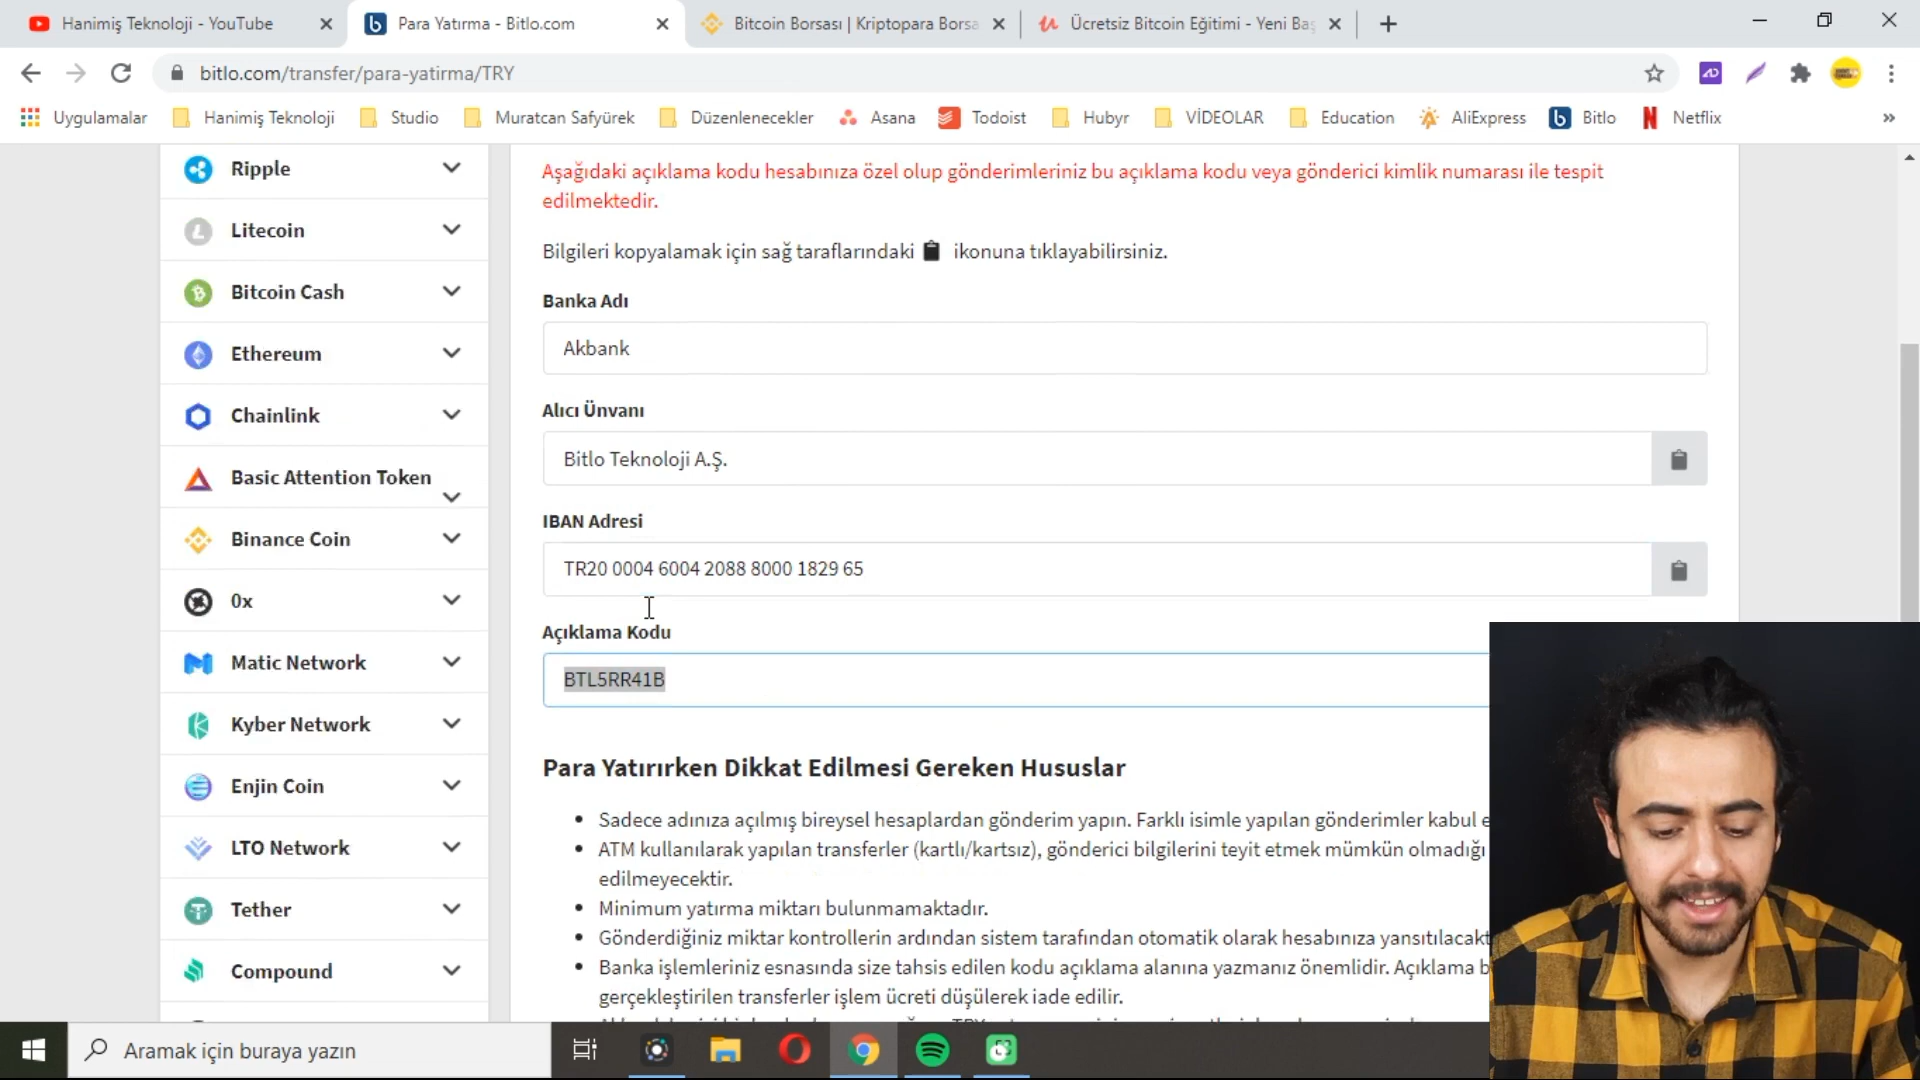 Hanimiş Teknoloji - YouTube
Para Yatırma - Bitlo.com
Bitcoin Borsası | Kriptopara Borsa
Ücretsiz Bitcoin Eğitimi - Yeni Baş
bitlo.com/transfer/para-yatirma/TRY
Uygulamalar
Hanimiş Teknoloji
Studio
Muratcan Safyürek
Düzenlenecekler
Asana
Todoist
Hubyr
VİDEOLAR
Education
AliExpress
Bitlo
Netflix
Ripple
Litecoin
Bitcoin Cash
Ethereum
Chainlink
Basic Attention Token
Binance Coin
0x
Matic Network
Kyber Network
Enjin Coin
LTO Network
Tether
Compound
Aşağıdaki açıklama kodu hesabınıza özel olup gönderimleriniz bu açıklama kodu veya gönderici kimlik numarası ile tespit
edilmektedir.
Bilgileri kopyalamak için sağ taraflarındaki ikonuna tıklayabilirsiniz.
Banka Adı
Akbank
Alıcı Ünvanı
Bitlo Teknoloji A.Ş.
IBAN Adresi
TR20 0004 6004 2088 8000 1829 65
Açıklama Kodu
BTL5RR41B
Para Yatırırken Dikkat Edilmesi Gereken Hususlar
Sadece adınıza açılmış bireysel hesaplardan gönderim yapın. Farklı isimle yapılan gönderimler kabul e
ATM kullanılarak yapılan transferler (kartlı/kartsız), gönderici bilgilerini teyit etmek mümkün olmadığı
edilmeyecektir.
Minimum yatırma miktarı bulunmamaktadır.
Gönderdiğiniz miktar kontrollerin ardından sistem tarafından otomatik olarak hesabınıza yansıtılacakt
Banka işlemleriniz esnasında size tahsis edilen kodu açıklama alanına yazmanız önemlidir. Açıklama b
gerçekleştirilen transferler işlem ücreti düşülerek iade edilir.
Aramak için buraya yazın